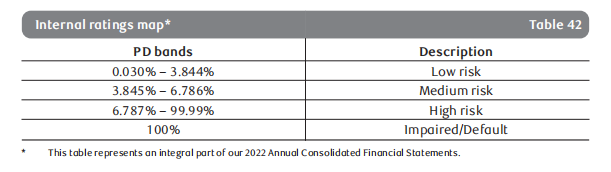 Internal ratings map* Table 42
PD bands Description
0.030% – 3.844% Low risk
3.845% – 6.786% Medium risk
6.787% – 99.99% High risk
100% Impaired/Default
* This table represents an integral part of our 2022 Annual Consolidated Financial Statements.